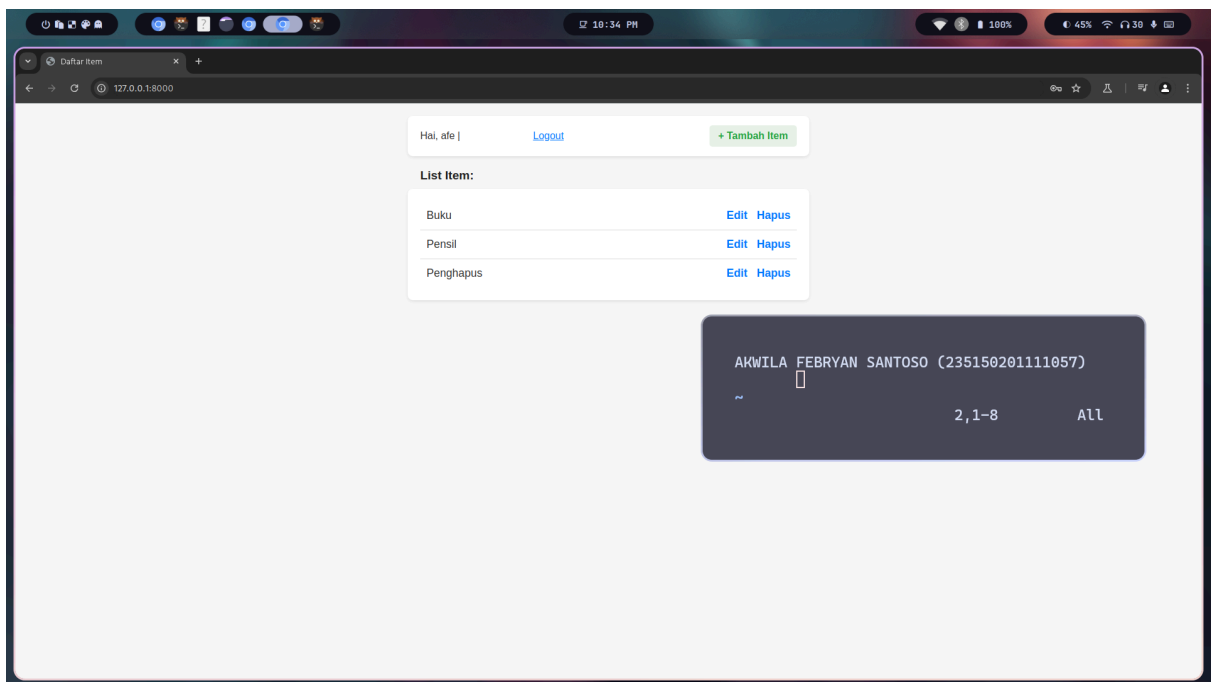 10:34 PM
100%
45%
30
Daftar Item
127.0.0.1:8000
Hai, afe |
Logout
+ Tambah Item
List Item:
Buku Edit Hapus
Pensil Edit Hapus
Penghapus Edit Hapus
AKWILA FEBRYAN SANTOSO (235150201111057)
~
2,1-8 All